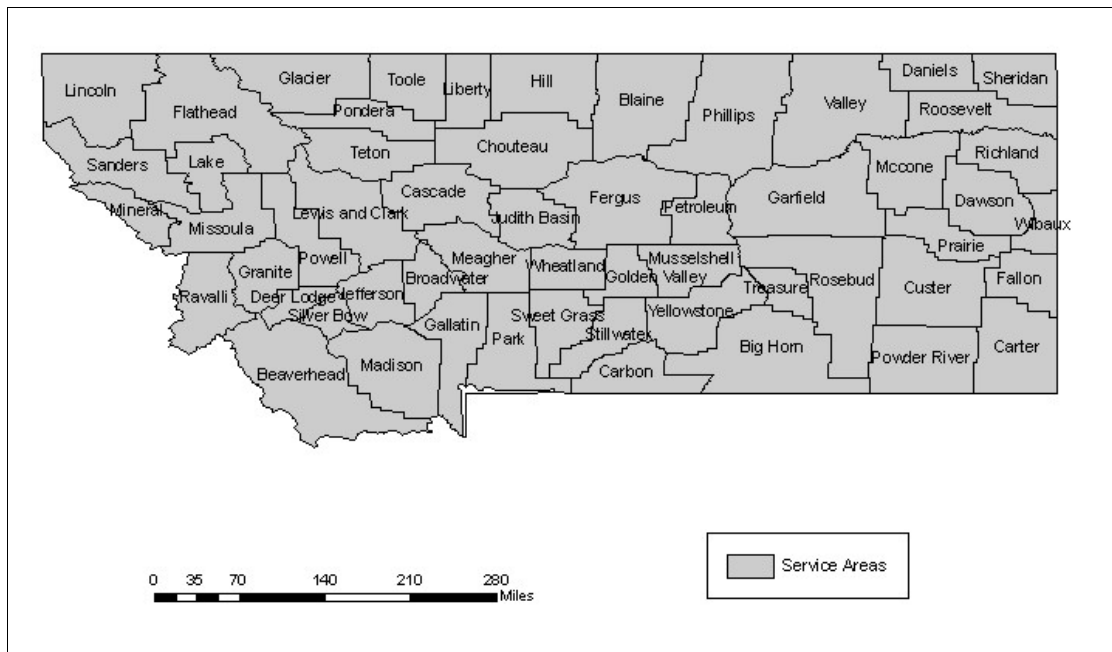 Lincoln
Flathead
Glacier
Toole
Liberty
Hill
Blaine
Phillips
Valley
Daniels
Sheridan
Roosevelt
Pondera
Teton
Chouteau
Sanders
Lake
Mccone
Richland
Mineral
Missoula
Lewis and Clark
Cascade
Judith Basin
Fergus
Petroleum
Garfield
Dawson
Wibaux
Prairie
Powell
Granite
Ravalli
Deer Lodge
Silver Bow
Jefferson
Broadwater
Meagher
Wheatland
Golden
Valley
Musselshell
Treasure
Rosebud
Custer
Fallon
Gallatin
Park
Sweet Grass
Stillwater
Yellowstone
Big Horn
Powder River
Carter
Beaverhead
Madison
Carbon
0 35 70 140 210 280
Miles
Service Areas